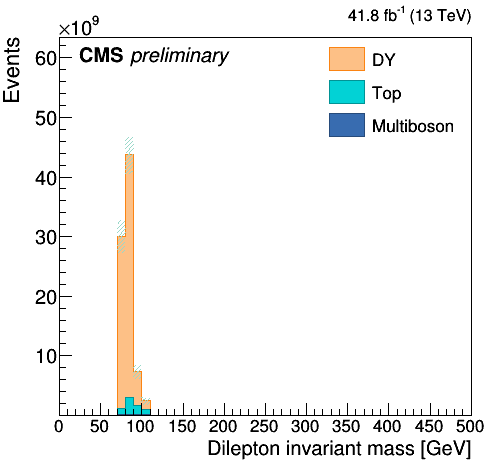 41.8 fb⁻¹ (13 TeV)
×10⁹
CMS preliminary
Events
DY
Top
Multiboson
60
50
40
30
20
10
0 50 100 150 200 250 300 350 400 450 500
Dilepton invariant mass [GeV]